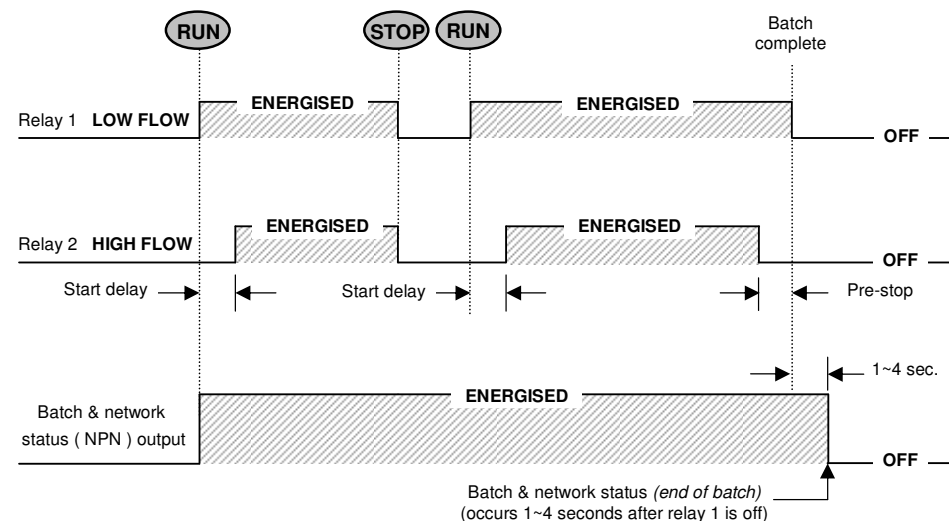 RUN STOP RUN
Batch
complete
Relay 1 LOW FLOW ENERGISED ENERGISED OFF
Relay 2 HIGH FLOW ENERGISED ENERGISED OFF
Start delay Start delay Pre-stop
1~4 sec.
ENERGISED
Batch & network
status ( NPN ) output
OFF
Batch & network status (end of batch)
(occurs 1~4 seconds after relay 1 is off)